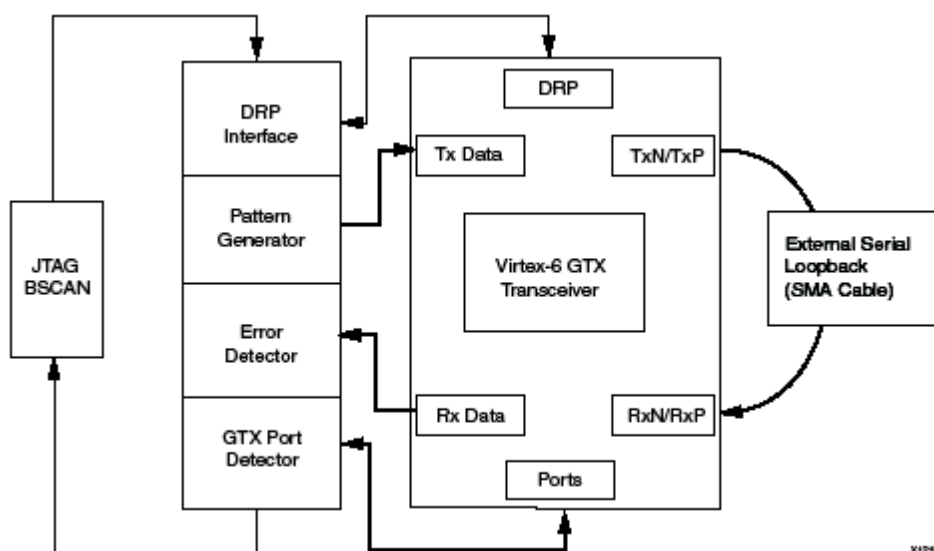 DRP
Interface
Pattern
Generator
Error
Detector
GTX Port
Detector
JTAG
BSCAN
DRP
Tx Data
TxN/TxP
Virtex-6 GTX
Transceiver
Rx Data
RxN/RxP
Ports
External Serial
Loopback
(SMA Cable)